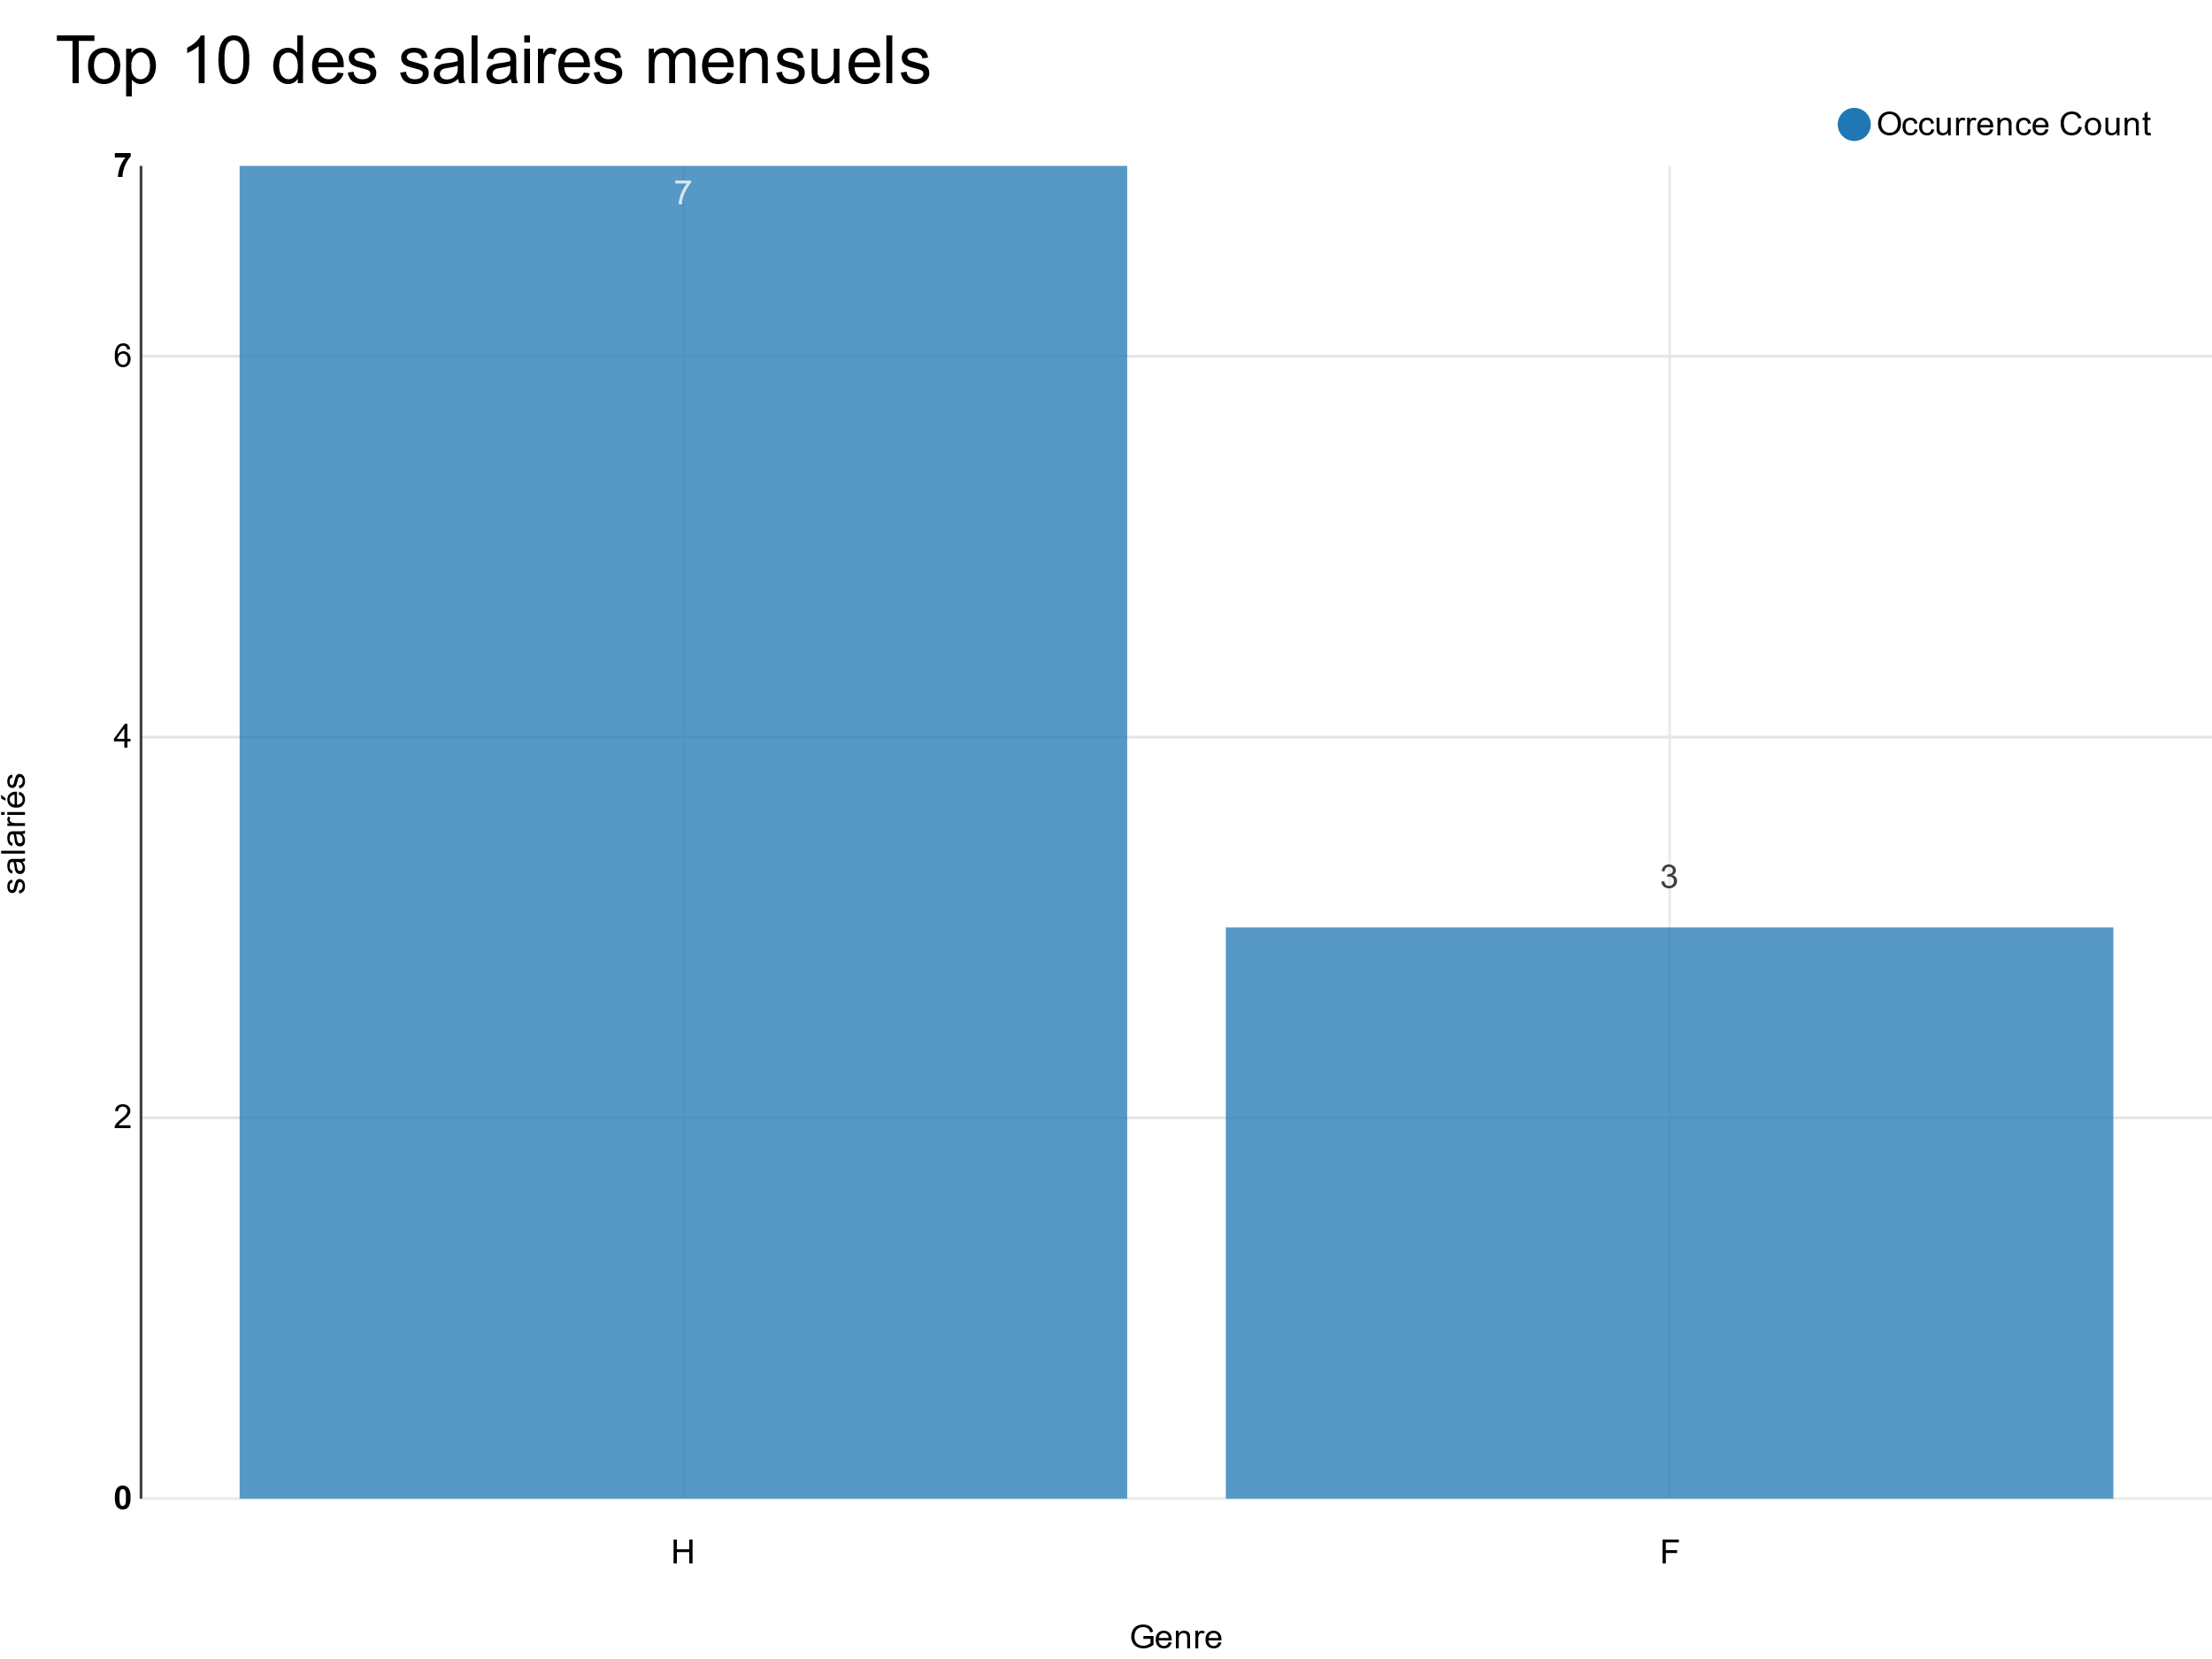 Top 10 des salaires mensuels
Occurrence Count
7
7
6
4
3
2
0
salariés
H
F
Genre